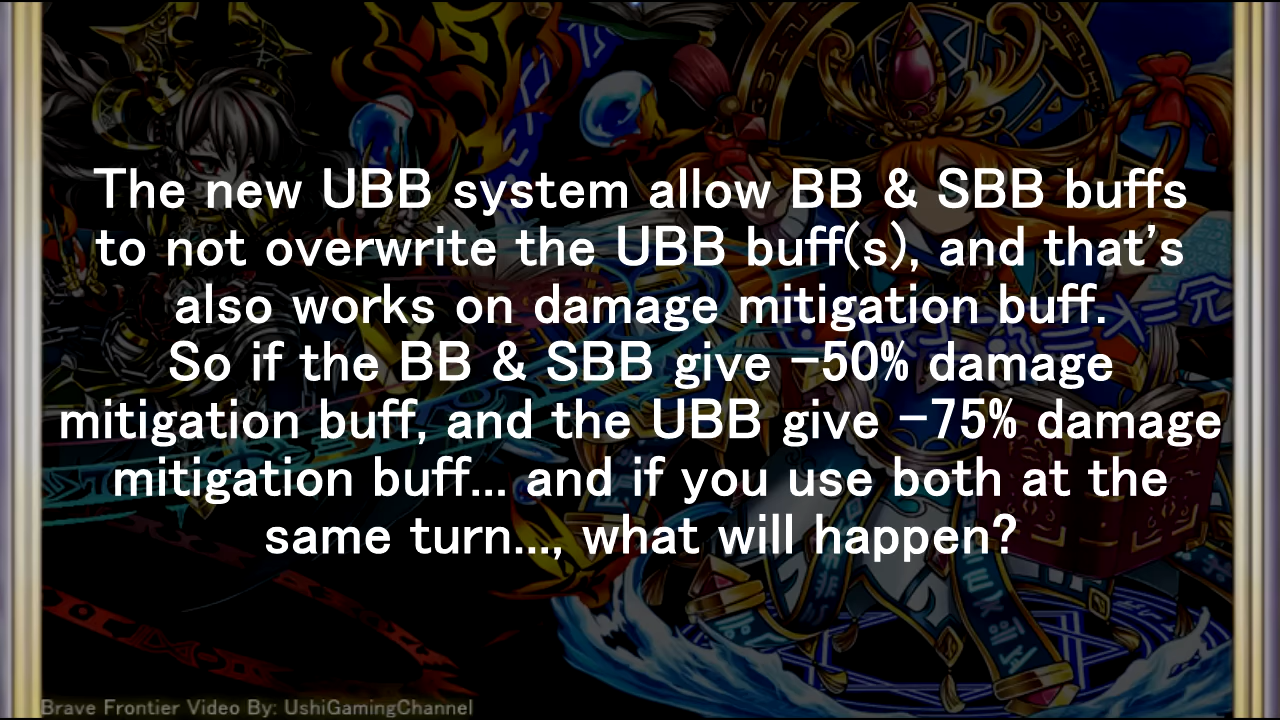 The new UBB system allow BB & SBB buffs
to not overwrite the UBB buff(s), and that's
also works on damage mitigation buff.
So if the BB & SBB give -50% damage
mitigation buff, and the UBB give -75% damage
mitigation buff... and if you use both at the
same turn..., what will happen?
Brave Frontier Video By: UshiGamingChannel